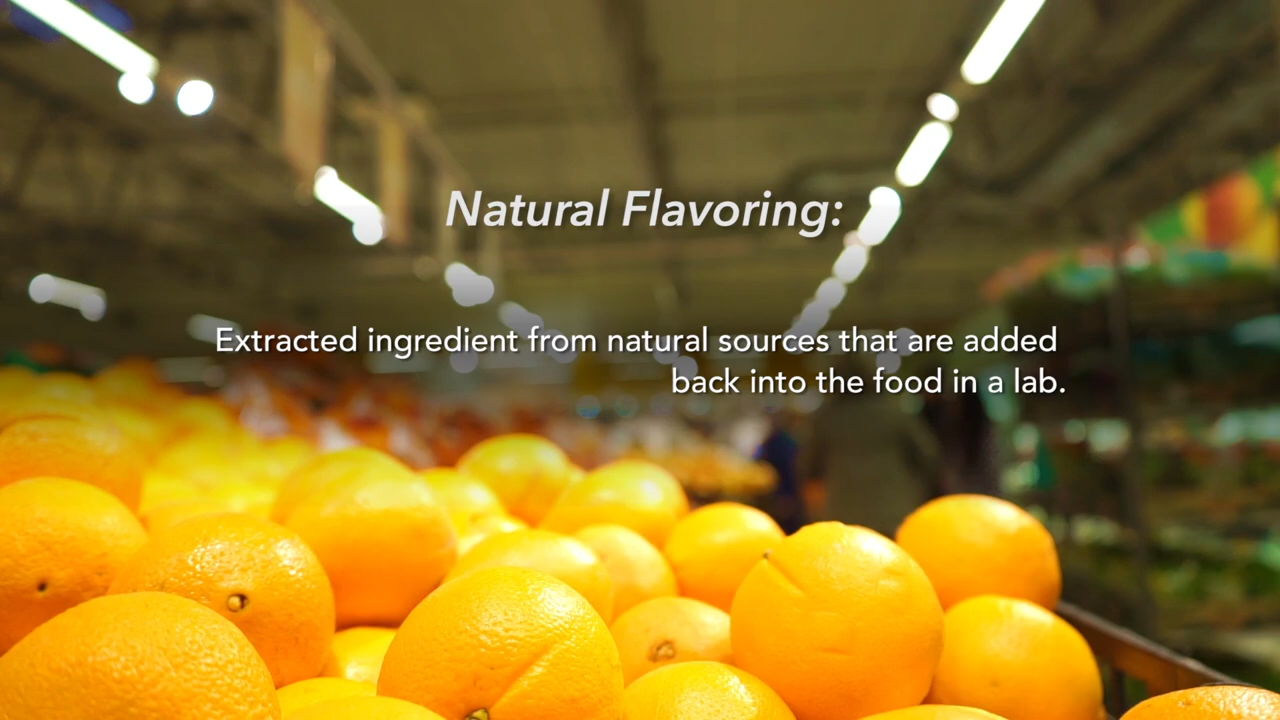 Natural Flavoring:
Extracted ingredient from natural sources that are added
back into the food in a lab.